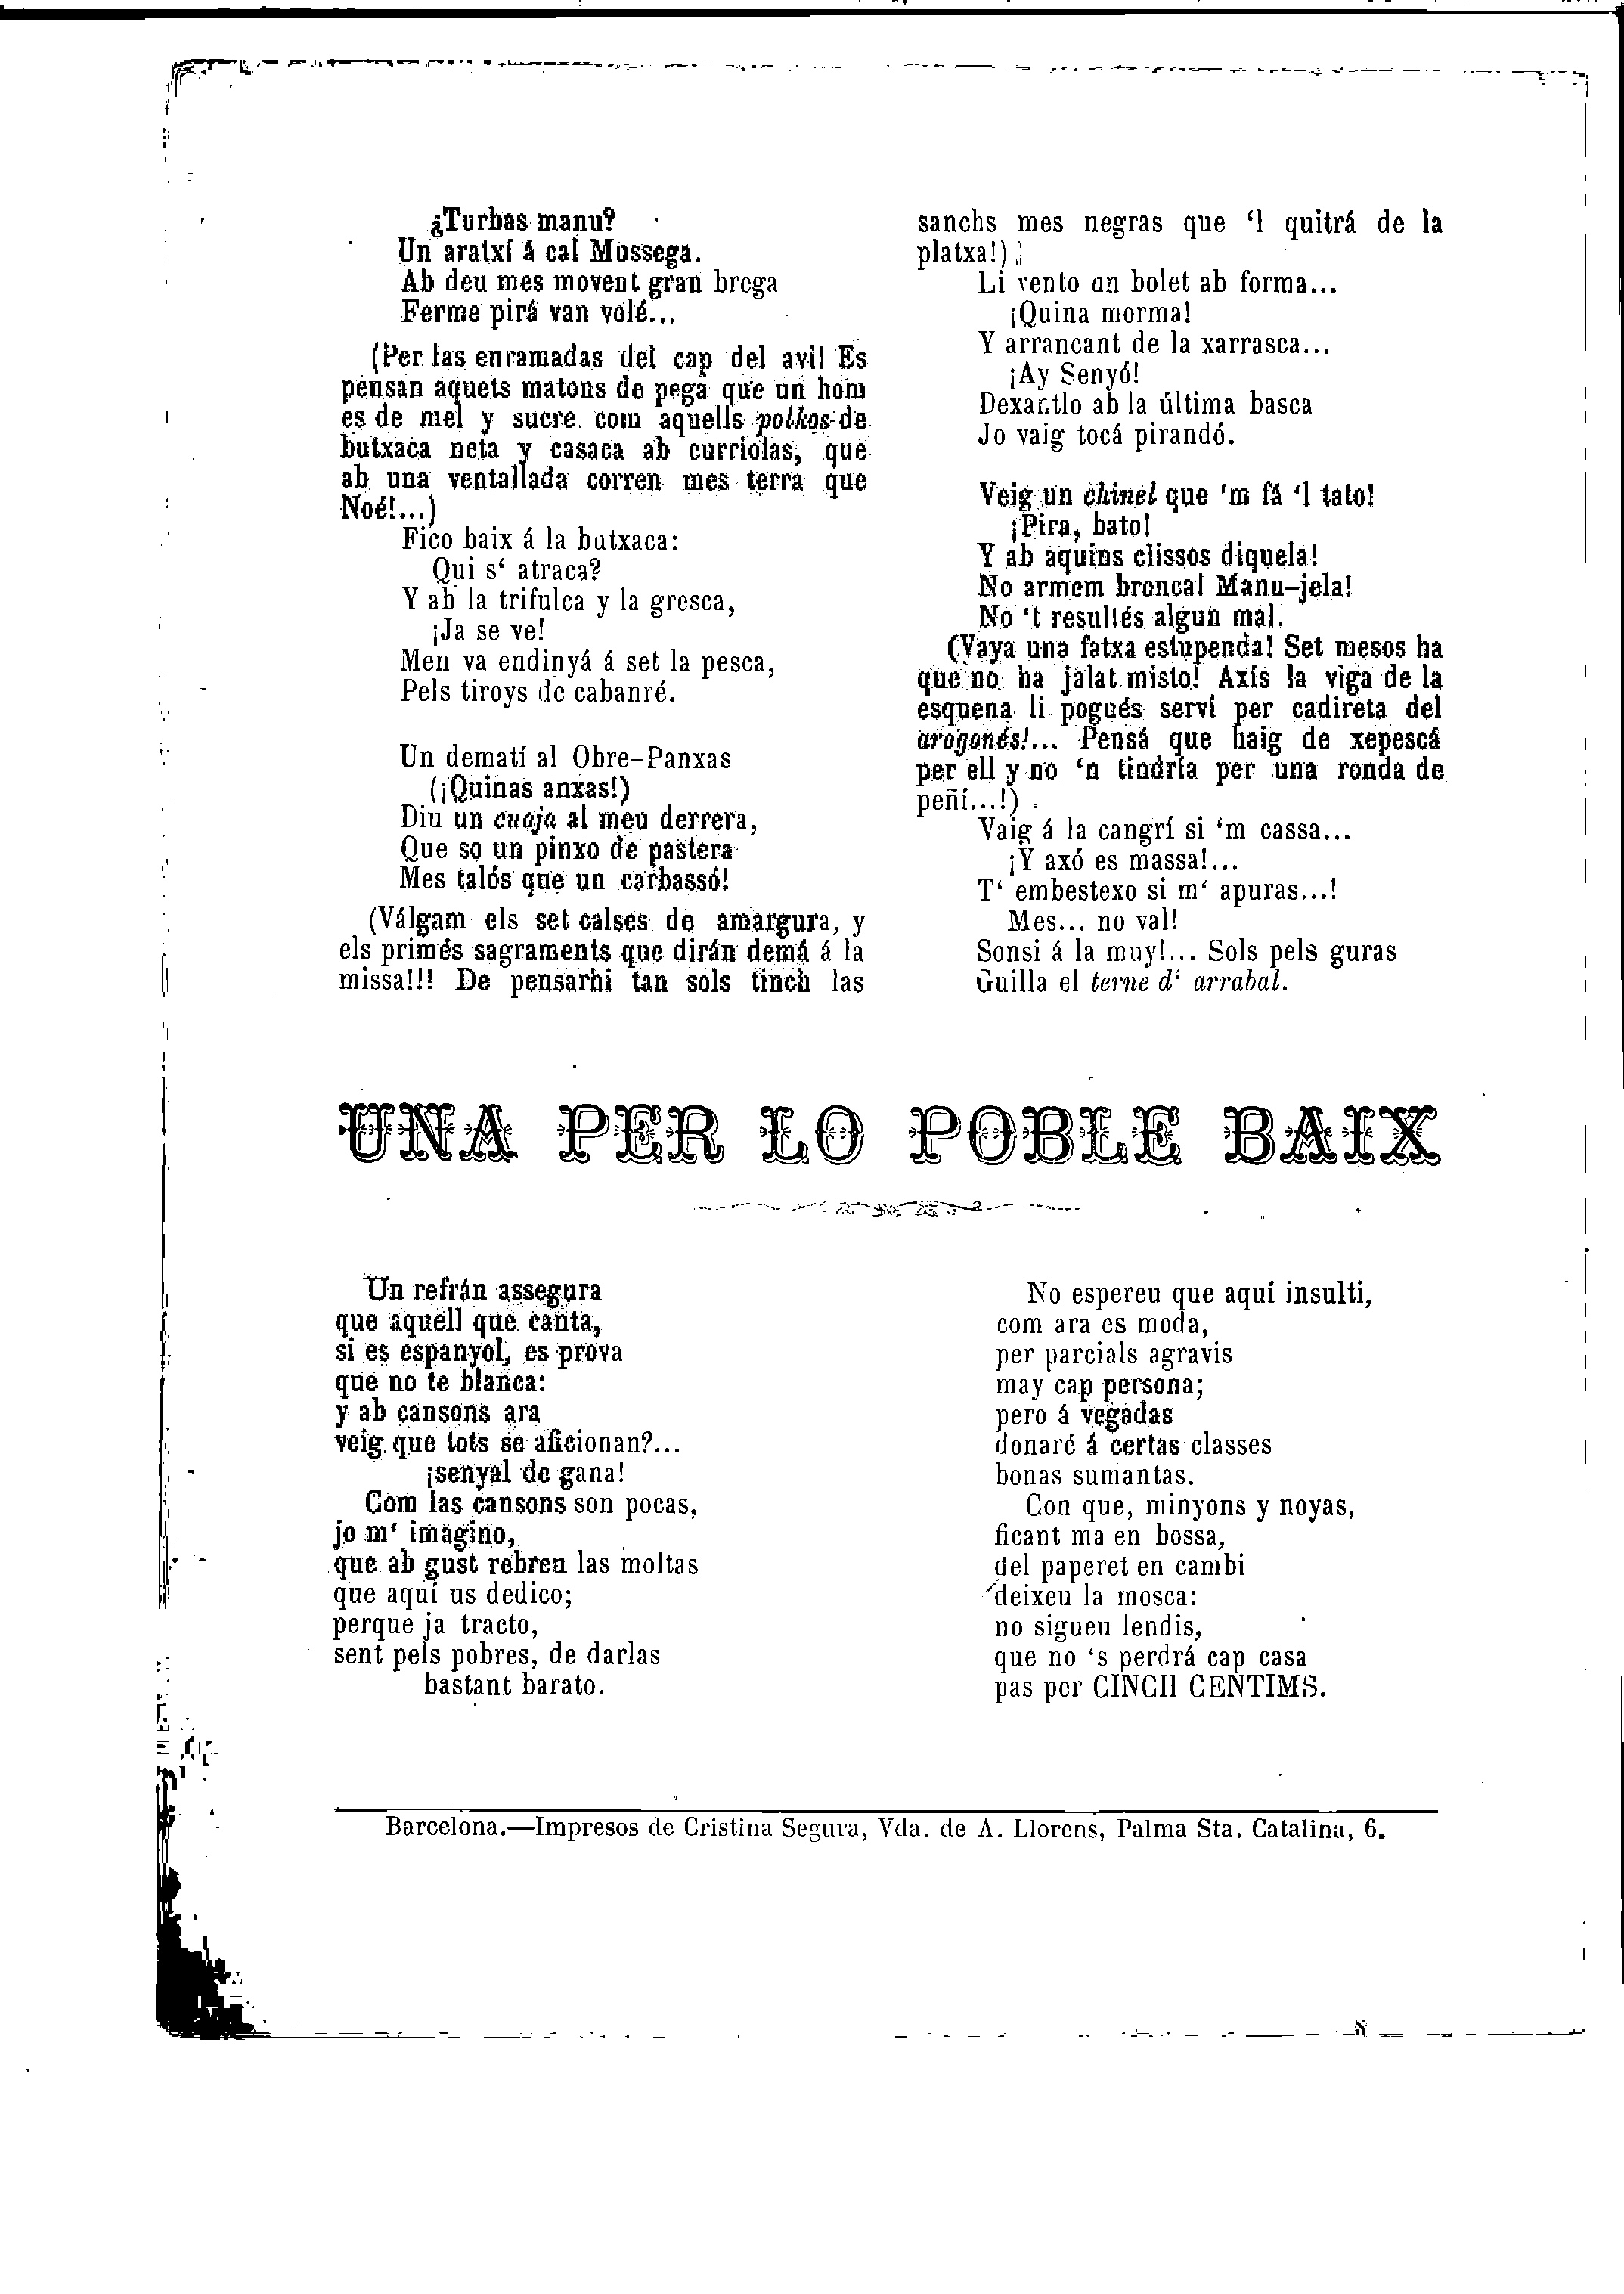 ¿Turbas manu?
Un aratxí á cal Mossega.
Ab deu mes movent gran brega
Ferme pirá van volé...
(Per las enramadas del cap del avi! Es
pensan aquets matons de pega que un hom
es de mel y sucre com aquells polkos de
butxaca neta y casaca ab curriolas, que
ab una ventallada corren mes terra que
Noé!...)
Fico baix á la butxaca:
Qui s‘ atraca?
Y ab la trifulca y la gresca,
¡Ja se ve!
Men va endinyá á set la pesca,
Pels tiroys de cabanré.
Un dematí al Obre-Panxas
(¡Quinas anxas!)
Diu un cuaja al meu derrera,
Que so un pinxo de pastera
Mes talós que un carbassó!
(Válgam els set calses de amargura, y
els primés sagraments que dirán demá á la
missa!!! De pensarhi tan sols tinch las
sanchs mes negras que ‘l quitrá de la
platxa!)
Li vento un bolet ab forma...
¡Quina morma!
Y arrancant de la xarrasca...
¡Ay Senyó!
Dexantlo ab la última basca
Jo vaig tocá pirandó.
Veig un chinel que ’m fá ‘l tato!
¡Pira, bato!
Y ab aquins clissos diquela!
No armem bronca! Manu-jela!
No ‘t resultés algun mal.
(Vaya una fatxa estupenda! Set mesos ha
que no ha jalat misto! Axis la viga de la
esquena li pogués serví per cadireta del
aragonés!... Pensá que haig de xepescá
per ell y no ‘n tindría per una ronda de
peñí...!)
Vaig á la cangrí si ‘m cassa...
¡Y axó es massa!...
T‘ embestexo si m‘ apuras...!
Mes... no val!
Sonsi á la muy!... Sols pels guras
Guilla el terne d‘ arrabal.
UNA PER LO POBLE BAIX
Un refrán assegura
que aquell que canta,
si es espanyol, es prova
que no te blanca:
y ab cansons ara
veig que tots se aficionan?...
¡senyal de gana!
Com las cansons son pocas,
jo m‘ imagino,
que ab gust rebren las moltas
que aquí us dedico;
perque ja tracto,
sent pels pobres, de darlas
bastant barato.
No espereu que aquí insulti,
com ara es moda,
per parcials agravis
may cap persona;
pero á vegadas
donaré á certas classes
bonas sumantas.
Con que, minyons y noyas,
ficant ma en bossa,
del paperet en cambi
deixeu la mosca:
no sigueu lendis,
que no ‘s perdrá cap casa
pas per CINCH CENTIMS.
Barcelona.—Impresos de Cristina Segura, Vda. de A. Llorens, Palma Sta. Catalina, 6.